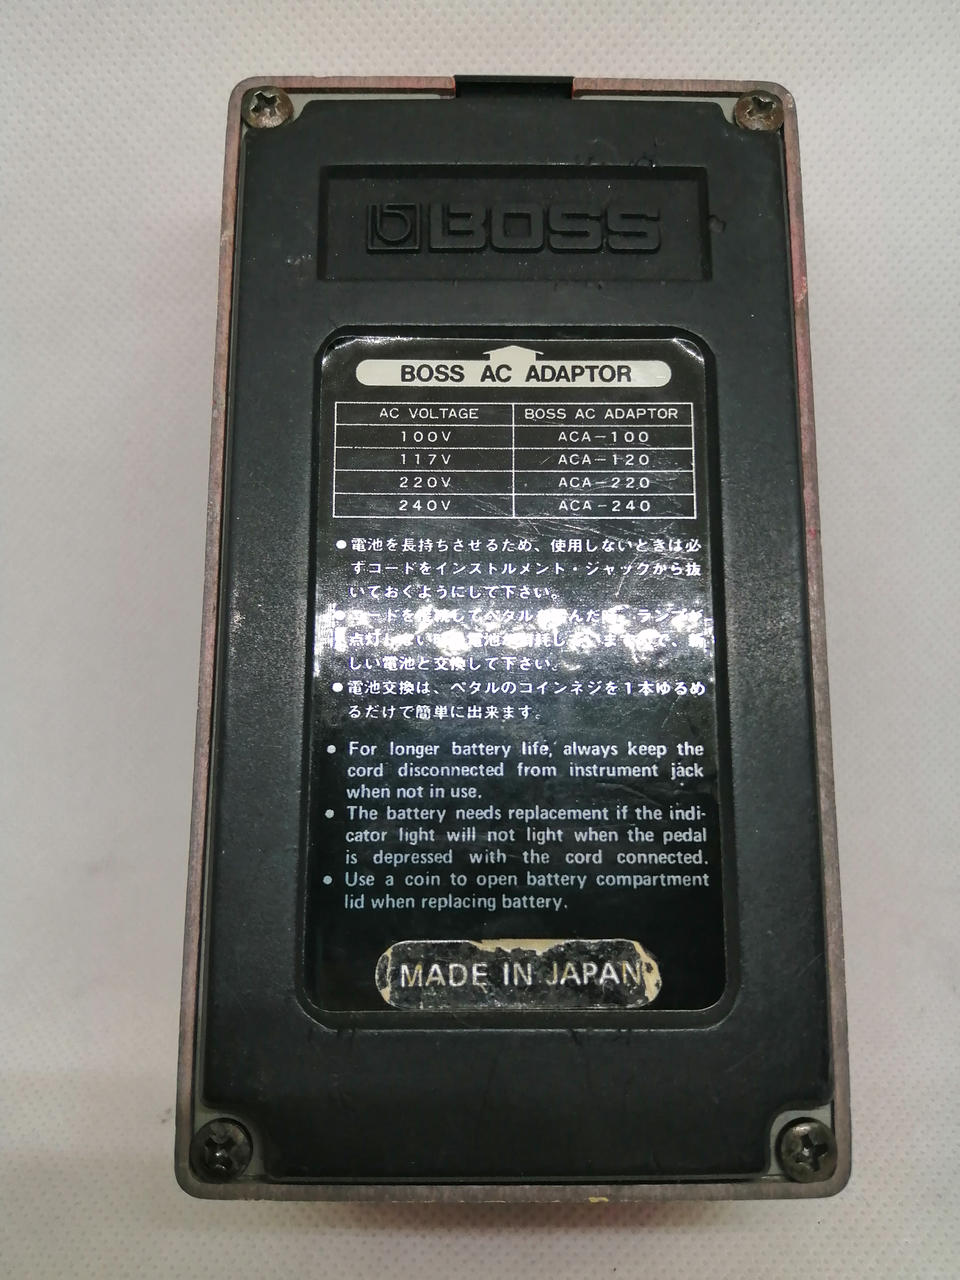 BOSS
BOSS AC ADAPTOR
AC VOLTAGE BOSS AC ADAPTOR
100V ACA-100
117V ACA-120
220V ACA-220
240V ACA-240
●電池を長持ちさせるため、使用しないときは必
ずコードをインストルメント・ジャックから抜
いておくようにして下さい。
点灯
しい電池と交換して下さい。
●電池交換は、ペダルのコインネジを1本ゆるめ
るだけで簡単に出来ます。
● For longer battery life, always keep the
cord disconnected from instrument jack
when not in use.
● The battery needs replacement if the indi-
cator light will not light when the pedal
is depressed with the cord connected.
● Use a coin to open battery compartment
lid when replacing battery.
MADE IN JAPAN